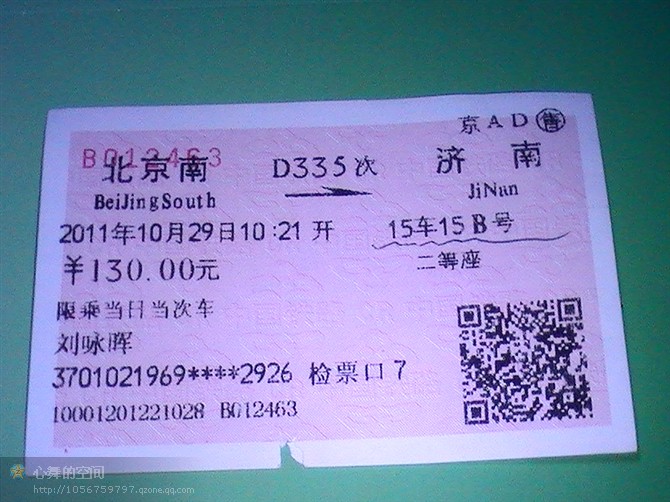 京AD售
B012463
北京南 D335次 济南
BeiJingSouth JiNan
2011年10月29日10:21开 15车15B号
￥130.00元 二等座
限乘当日当次车
刘咏晖
3701021969****2926 检票口7
10001201221028 B012463
心舞的空间
http://1056759797.qzone.qq.com